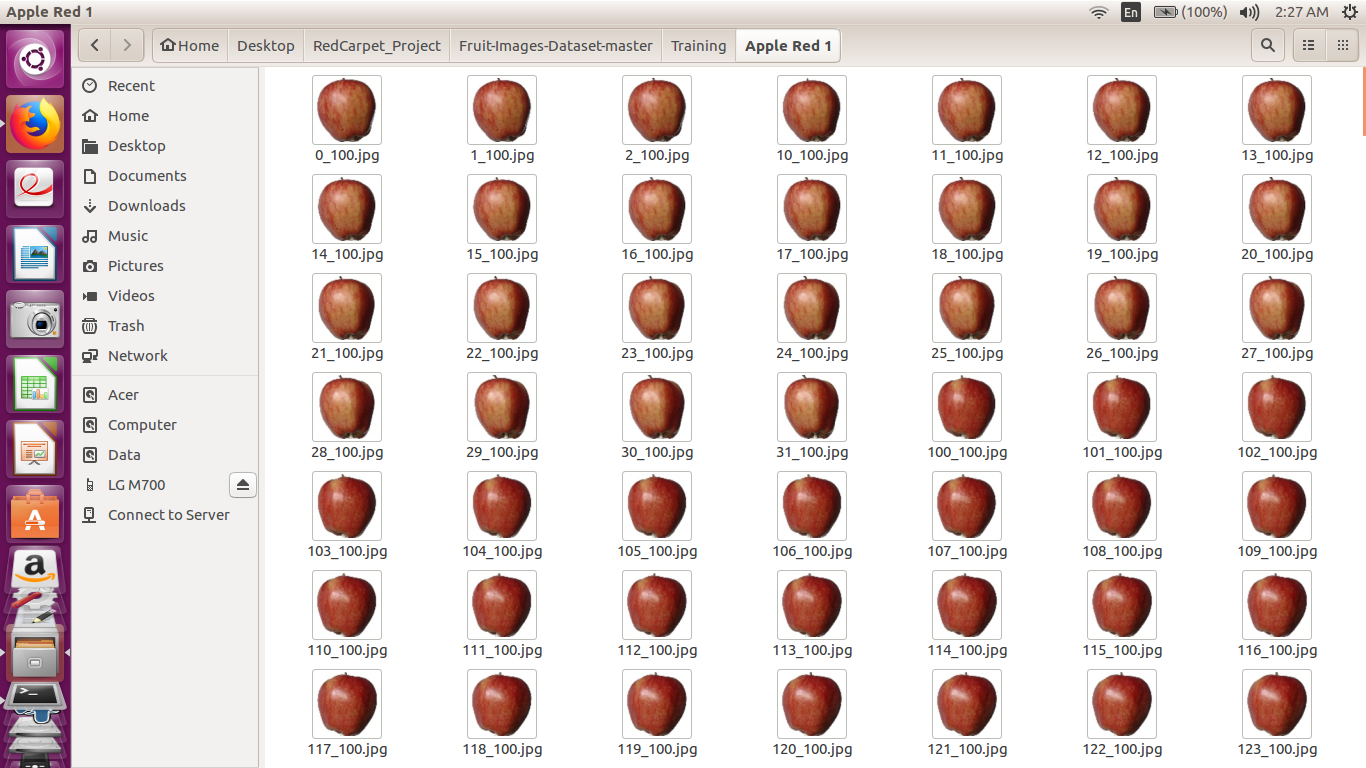 Apple Red 1
En (100%) 2:27 AM
Home Desktop RedCarpet_Project Fruit-Images-Dataset-master Training Apple Red 1
Recent
Home
Desktop
Documents
Downloads
Music
Pictures
Videos
Trash
Network
Acer
Computer
Data
LG M700
Connect to Server
0_100.jpg 1_100.jpg 2_100.jpg 10_100.jpg 11_100.jpg 12_100.jpg 13_100.jpg
14_100.jpg 15_100.jpg 16_100.jpg 17_100.jpg 18_100.jpg 19_100.jpg 20_100.jpg
21_100.jpg 22_100.jpg 23_100.jpg 24_100.jpg 25_100.jpg 26_100.jpg 27_100.jpg
28_100.jpg 29_100.jpg 30_100.jpg 31_100.jpg 100_100.jpg 101_100.jpg 102_100.jpg
103_100.jpg 104_100.jpg 105_100.jpg 106_100.jpg 107_100.jpg 108_100.jpg 109_100.jpg
110_100.jpg 111_100.jpg 112_100.jpg 113_100.jpg 114_100.jpg 115_100.jpg 116_100.jpg
117_100.jpg 118_100.jpg 119_100.jpg 120_100.jpg 121_100.jpg 122_100.jpg 123_100.jpg